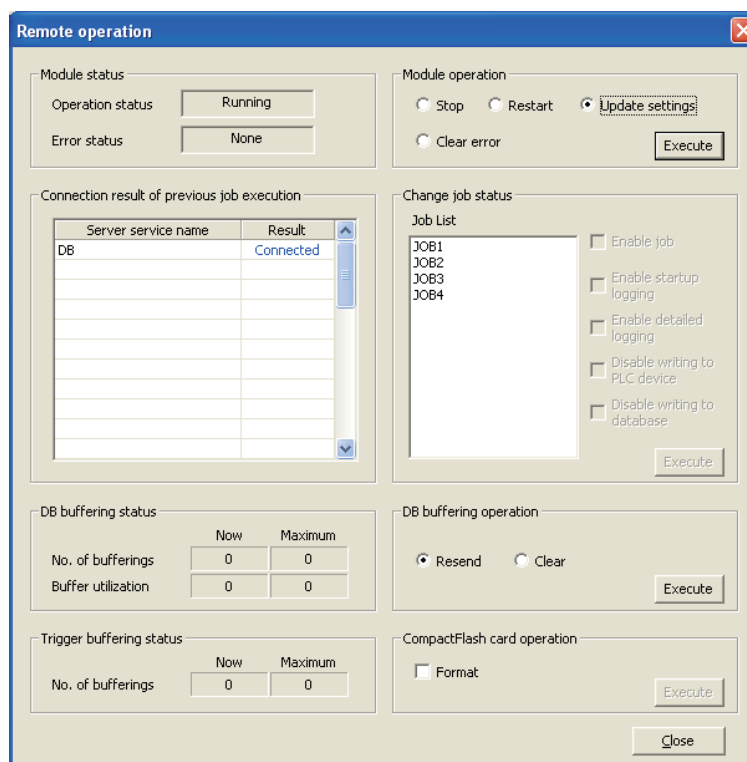 Remote operation
Module status
Operation status Running
Error status None
Module operation
Stop Restart Update settings
Clear error Execute
Connection result of previous job execution
Server service name Result
DB Connected
Change job status
Job List
JOB1
JOB2
JOB3
JOB4
Enable job
Enable startup
logging
Enable detailed
logging
Disable writing to
PLC device
Disable writing to
database
Execute
DB buffering status
Now Maximum
No. of bufferings 0 0
Buffer utilization 0 0
DB buffering operation
Resend Clear
Execute
Trigger buffering status
Now Maximum
No. of bufferings 0 0
CompactFlash card operation
Format
Execute
Close